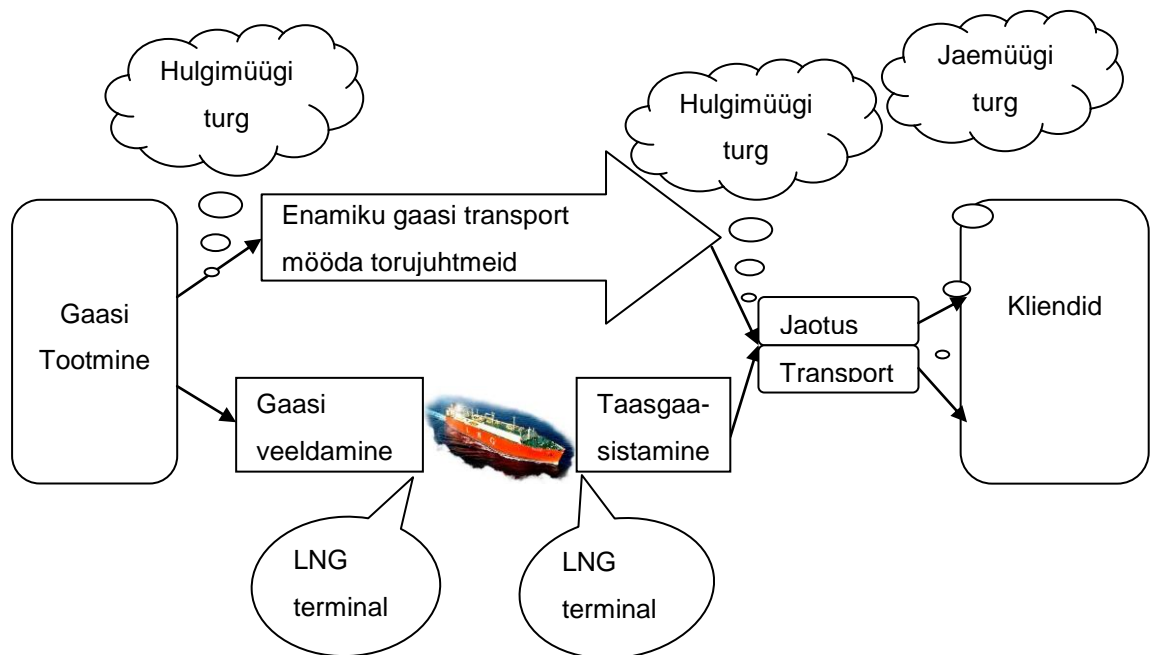 Hulgimüügi
turg
Hulgimüügi
turg
Jaemüügi
turg
Gaasi
Tootmine
Enamiku gaasi transport
mööda torujuhtmeid
Jaotus
Transport
Kliendid
Gaasi
veeldamine
LNG
Taasgaa-
sistamine
LNG
terminal
LNG
terminal